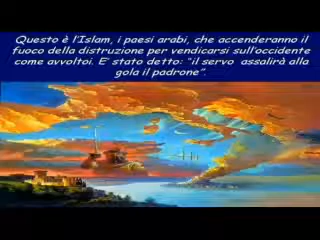 Questo è l'Islam, i paesi arabi, che accenderanno il
fuoco della distruzione per vendicarsi sull'occidente
come avvoltoi. E' stato detto: "il servo assalirà alla
gola il padrone".